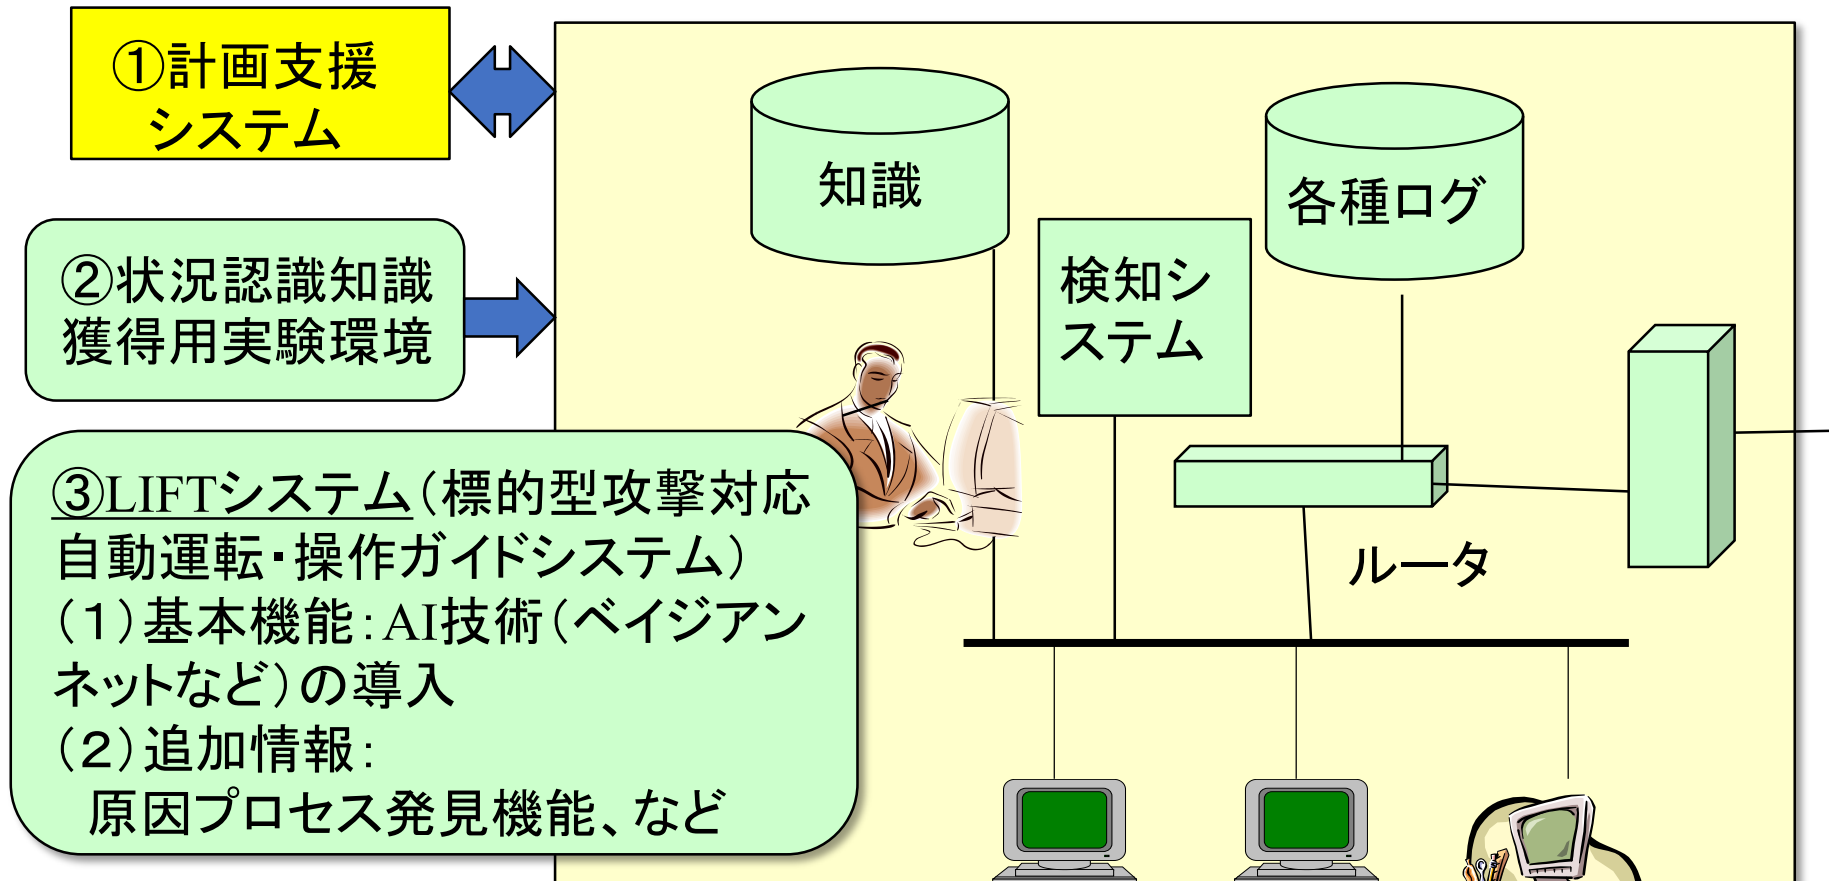 ①計画支援
システム
②状況認識知識
獲得用実験環境
③LIFTシステム（標的型攻撃対応
自動運転・操作ガイドシステム）
（１）基本機能：AI技術（ベイジアン
ネットなど）の導入
（２）追加情報：
原因プロセス発見機能、など
知識
各種ログ
検知シ
ステム
ルータ